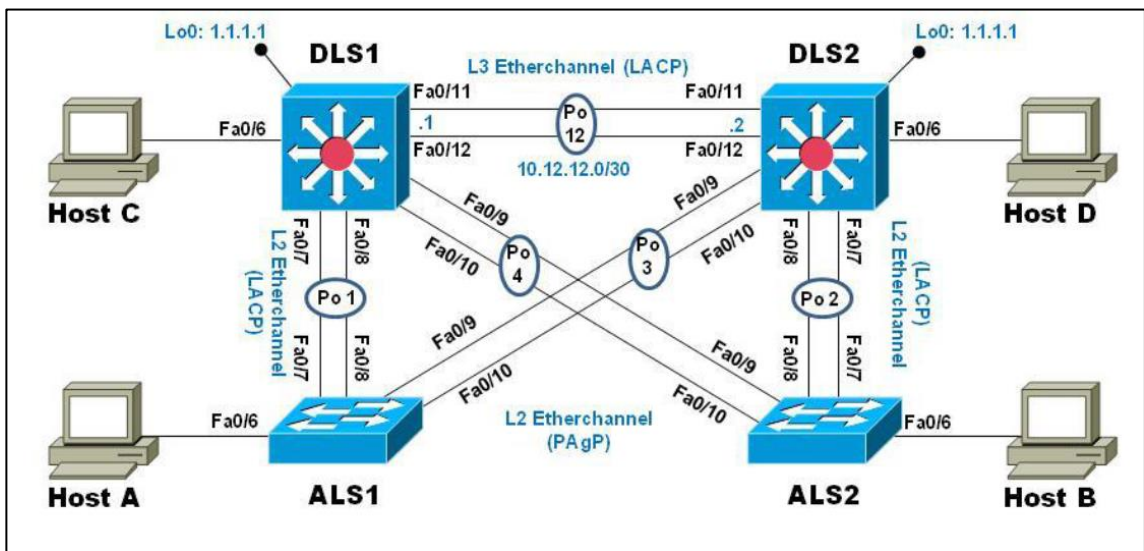 Lo0: 1.1.1.1
DLS1
DLS2
Lo0: 1.1.1.1
L3 Etherchannel (LACP)
Fa0/11
Fa0/11
Po
12
Fa0/6
.1
.2
Fa0/6
Fa0/12
Fa0/12
10.12.12.0/30
Host C
Host D
Fa0/7
Fa0/8
Fa0/9
Fa0/10
Po
4
Po
3
Fa0/9
Fa0/10
Fa0/8
Fa0/7
L2 Etherchannel
(LACP)
Po 1
Po 2
L2 Etherchannel
(LACP)
Fa0/7
Fa0/8
Fa0/9
Fa0/10
Fa0/9
Fa0/10
Fa0/8
Fa0/7
Fa0/6
L2 Etherchannel
(PAgP)
Fa0/6
Host A
ALS1
ALS2
Host B